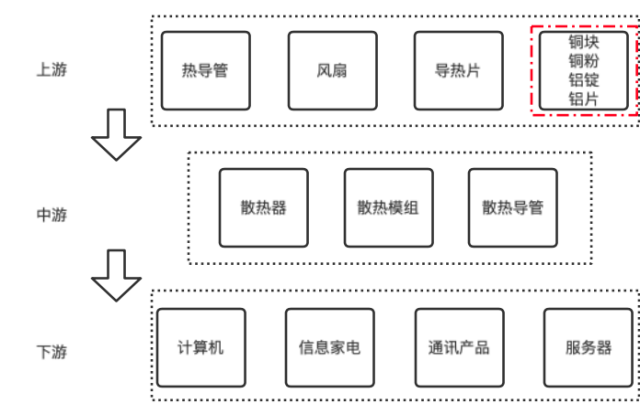 上游
热导管
风扇
导热片
铜块
铜粉
铝锭
铝片
中游
散热器
散热模组
散热导管
下游
计算机
信息家电
通讯产品
服务器